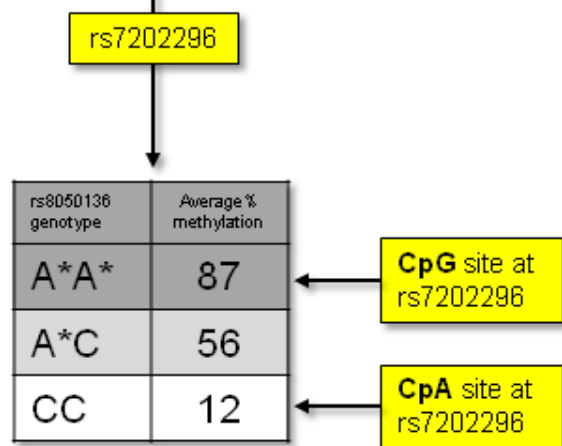 rs7202296
rs8050136 genotype
Average % methylation
A*A*
87
CpG site at
rs7202296
A*C
56
CC
12
CpA site at
rs7202296